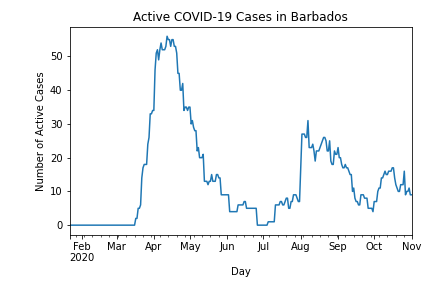 Active COVID-19 Cases in Barbados
Number of Active Cases
50
40
30
20
10
0
Feb Mar Apr May Jun Jul Aug Sep Oct Nov
2020
Day